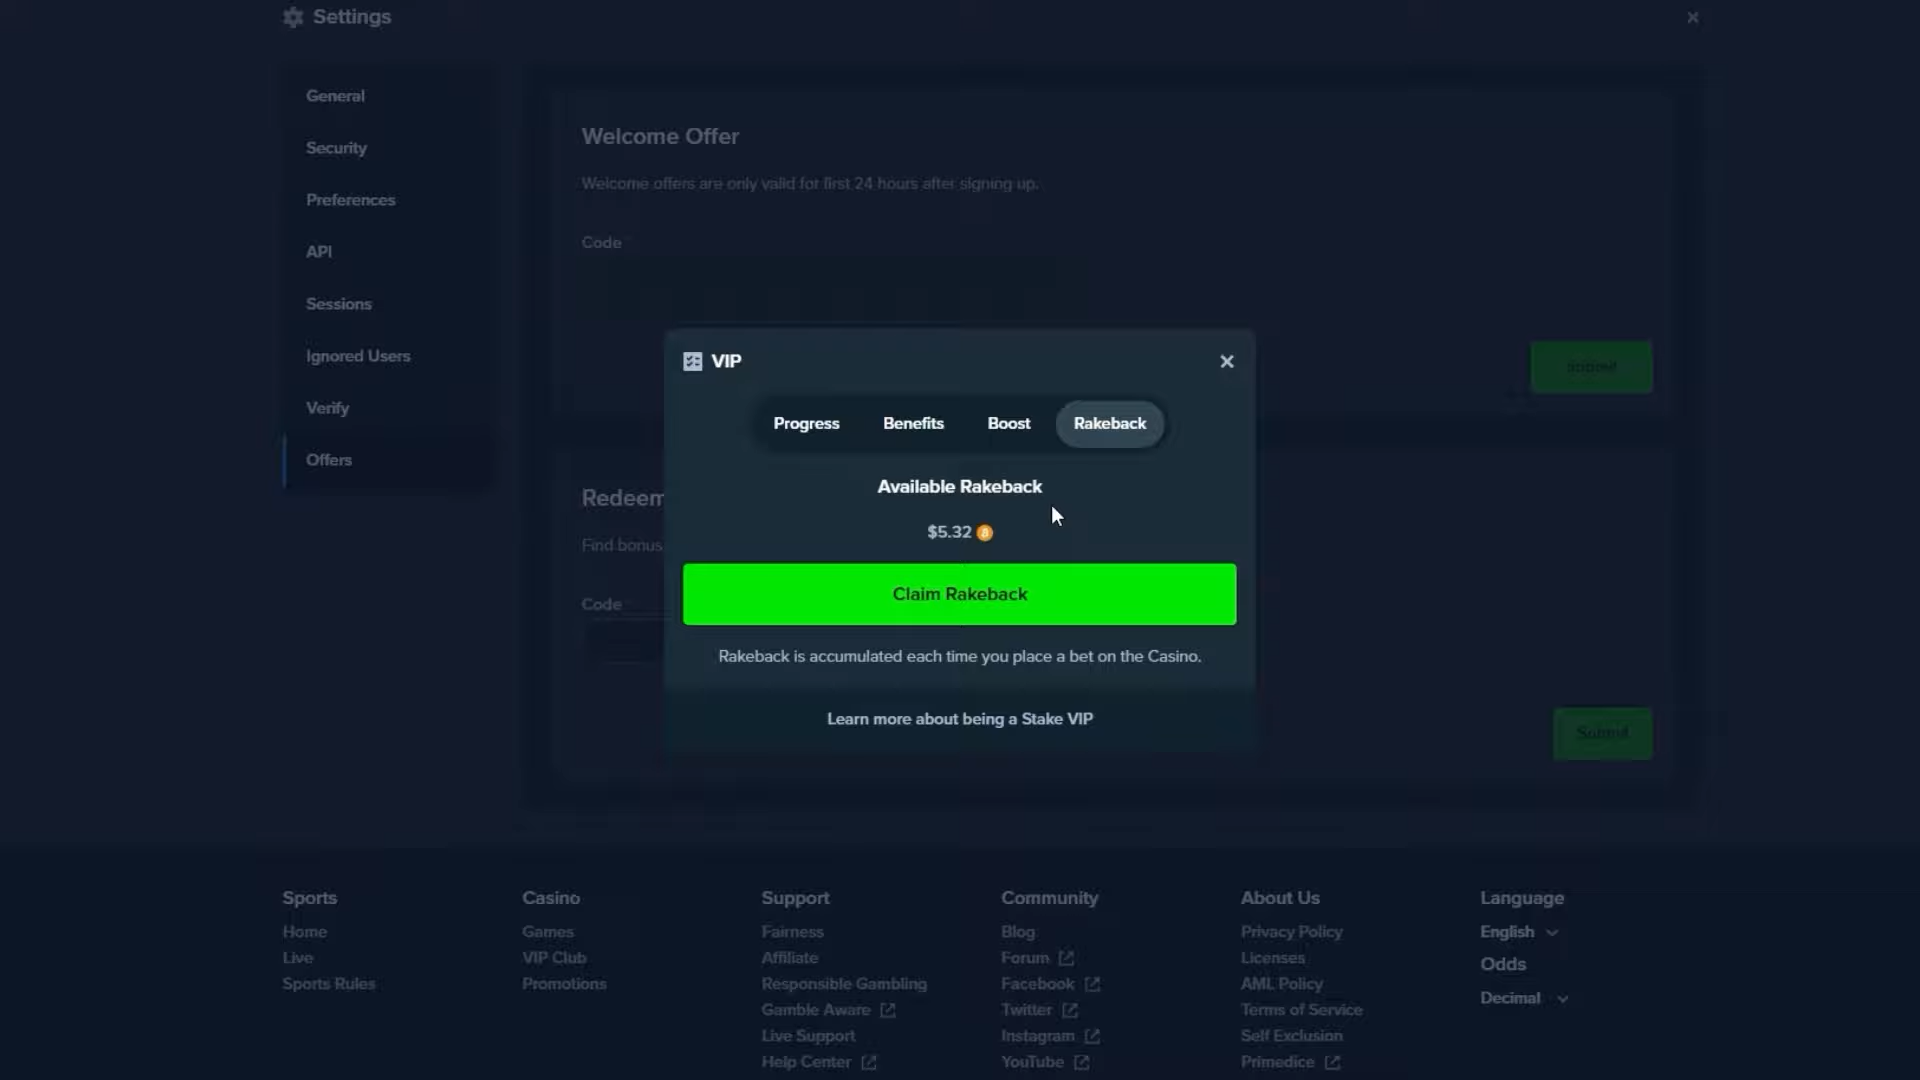 Settings
General
Security
Preferences
API
Sessions
Ignored Users
Verify
Offers
Welcome Offer
Welcome offers are only valid for first 24 hours after signing up.
Code
Submit
Redeem
Find bonus
Code
Submit
VIP
Progress Benefits Boost Rakeback
Available Rakeback
$5.32
Claim Rakeback
Rakeback is accumulated each time you place a bet on the Casino.
Learn more about being a Stake VIP
Sports
Home
Live
Sports Rules
Casino
Games
VIP Club
Promotions
Support
Fairness
Affiliate
Responsible Gambling
Gamble Aware
Live Support
Help Center
Community
Blog
Forum
Facebook
Twitter
Instagram
YouTube
About Us
Privacy Policy
Licenses
AML Policy
Terms of Service
Self Exclusion
Primedice
Language
English
Odds
Decimal